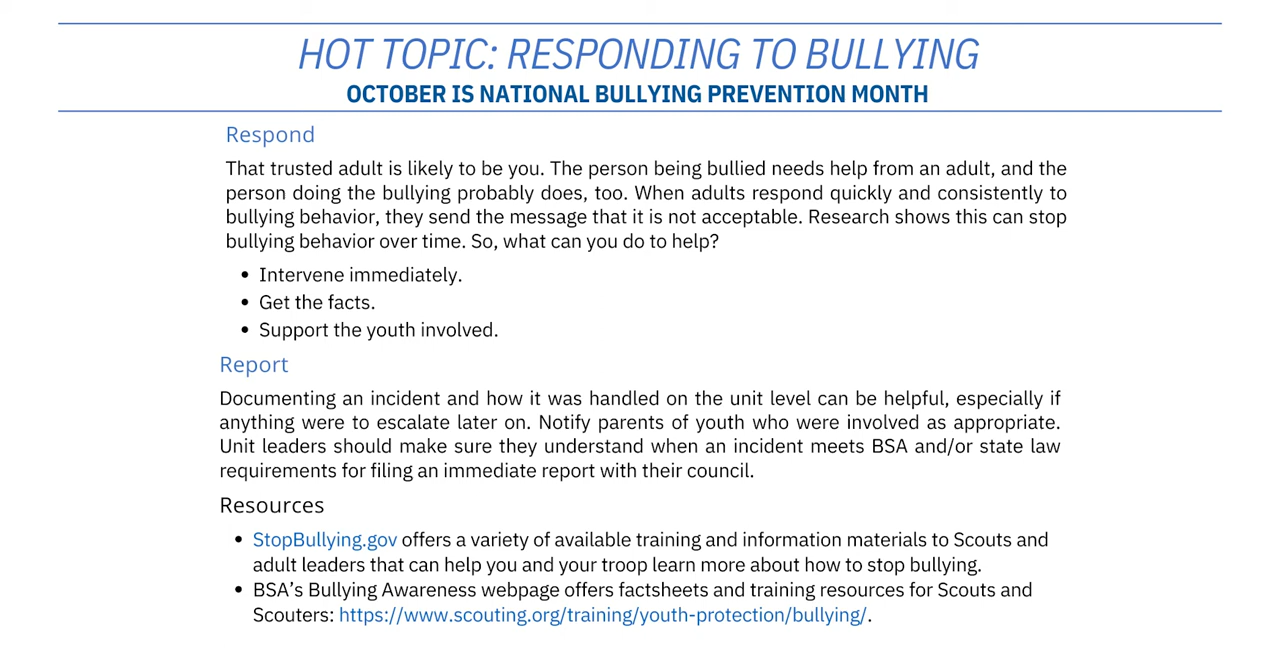 HOT TOPIC: RESPONDING TO BULLYING
OCTOBER IS NATIONAL BULLYING PREVENTION MONTH
Respond
That trusted adult is likely to be you. The person being bullied needs help from an adult, and the
person doing the bullying probably does, too. When adults respond quickly and consistently to
bullying behavior, they send the message that it is not acceptable. Research shows this can stop
bullying behavior over time. So, what can you do to help?
• Intervene immediately.
• Get the facts.
• Support the youth involved.
Report
Documenting an incident and how it was handled on the unit level can be helpful, especially if
anything were to escalate later on. Notify parents of youth who were involved as appropriate.
Unit leaders should make sure they understand when an incident meets BSA and/or state law
requirements for filing an immediate report with their council.
Resources
• StopBullying.gov offers a variety of available training and information materials to Scouts and
adult leaders that can help you and your troop learn more about how to stop bullying.
• BSA’s Bullying Awareness webpage offers factsheets and training resources for Scouts and
Scouters: https://www.scouting.org/training/youth-protection/bullying/.